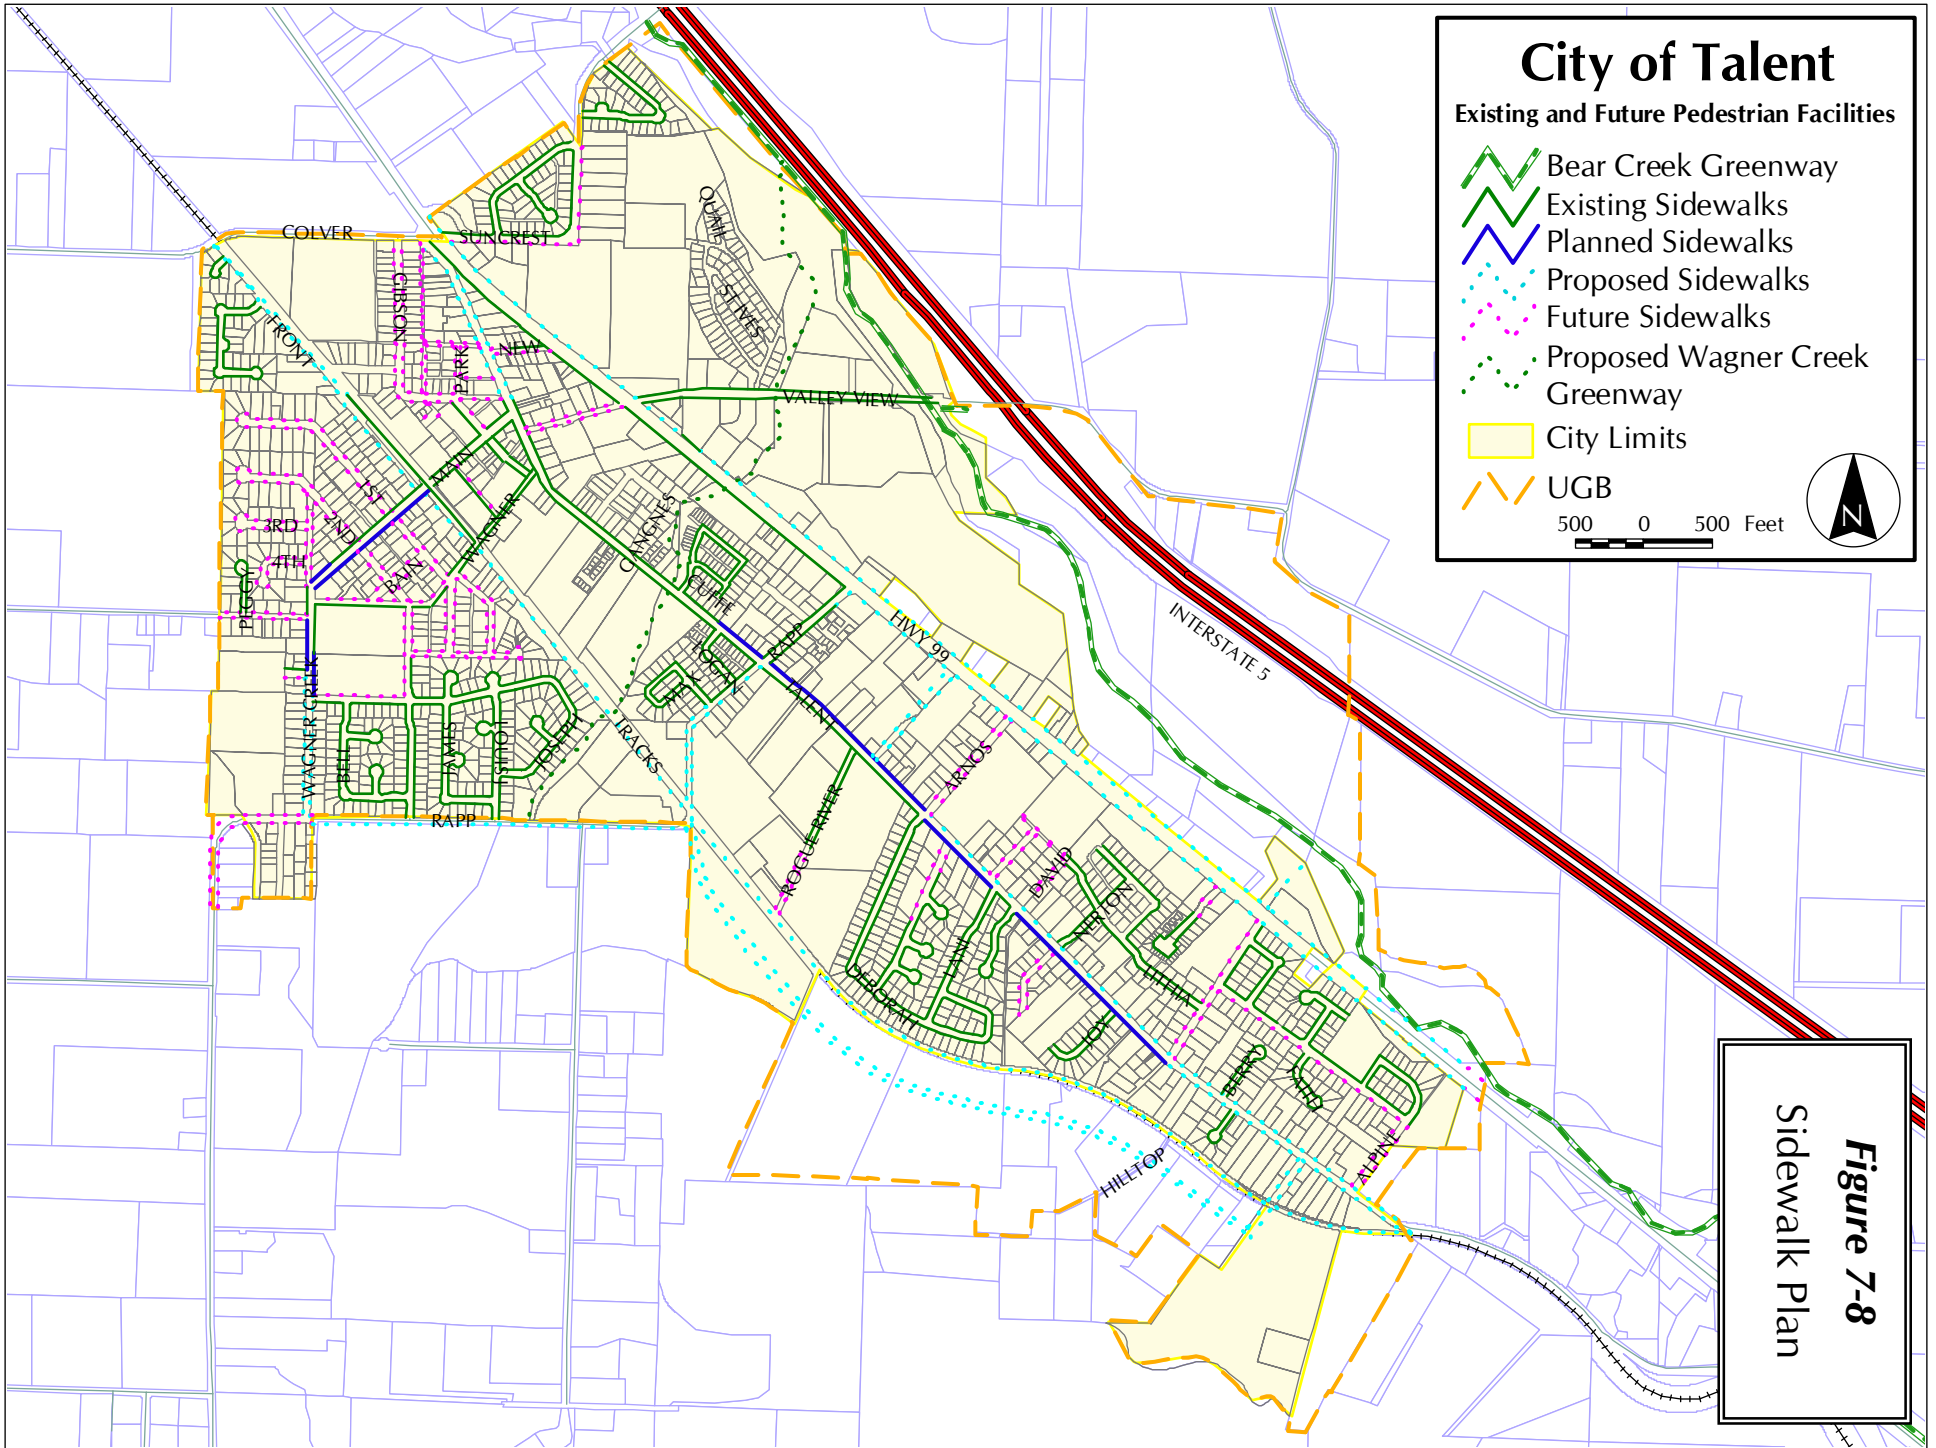 City of Talent
Existing and Future Pedestrian Facilities
Bear Creek Greenway
Existing Sidewalks
Planned Sidewalks
Proposed Sidewalks
Future Sidewalks
Proposed Wagner Creek
Greenway
City Limits
UGB
500 0 500 Feet
N
COLVER
SUNCREST
QUAIL
ST IVES
GIBSON
FRONT
PARK
NEW
VALLEY VIEW
MAIN
1ST
2ND
3RD
4TH
WAGNER
BAIN
PEGGY
CUFFE
LOGAN
MAX
RAPP
TALENT
HWY 99
INTERSTATE 5
WAGNER CREEK
BELL
JAMES
JOSEPH
TRACKS
RAPP
ROGUE RIVER
ARNOS
DAVID
LANI
DEBORAH
LITHIA
JOY
BERRY
ALPINE
HILLTOP
Figure 7-8
Sidewalk Plan